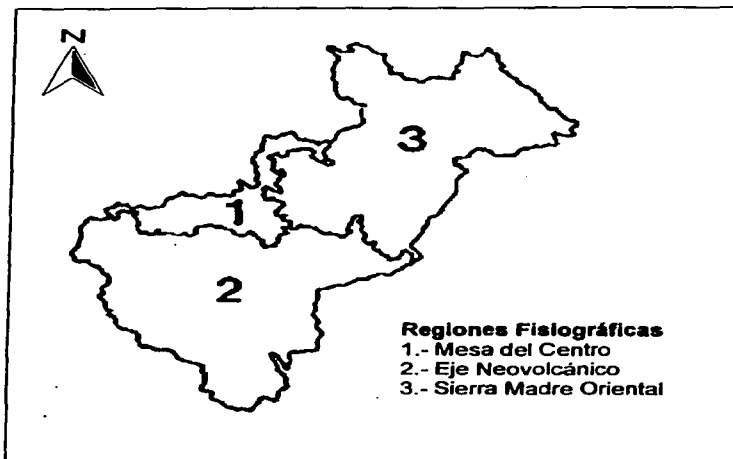 N
3
1
2
Regiones Fisiográficas
1.- Mesa del Centro
2.- Eje Neovolcánico
3.- Sierra Madre Oriental